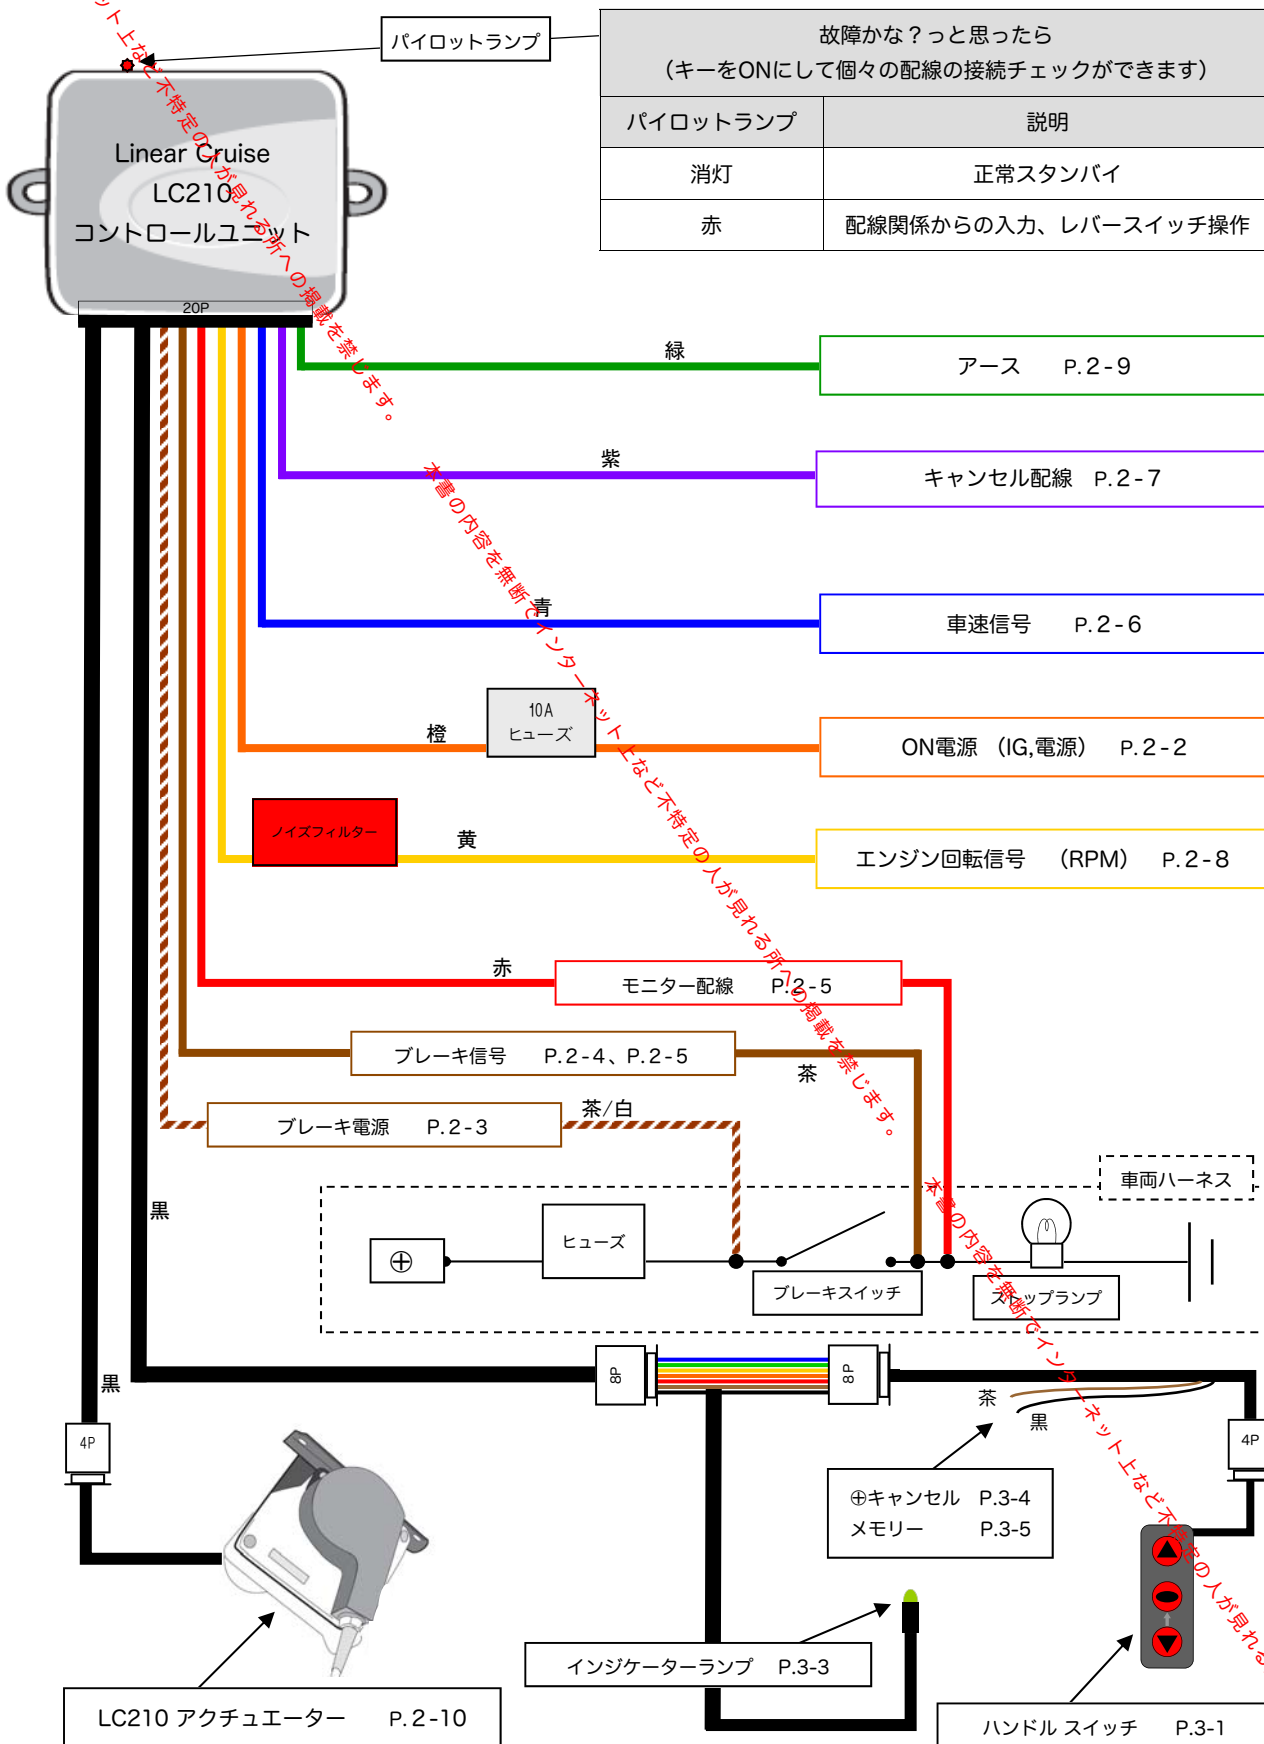 パイロットランプ
故障かな？っと思ったら
（キーをONにして個々の配線の接続チェックができます）
パイロットランプ
説明
消灯
正常スタンバイ
赤
配線関係からの入力、レバースイッチ操作
Linear Cruise
LC210
コントロールユニット
20P
ット上など不特定の人が見れる所への掲載を禁じます。
緑
アース P.2-9
紫
キャンセル配線 P.2-7
本書の内容を無断でインターネット上など不特定の人が見れる所への掲載を禁じます。
青
車速信号 P.2-6
橙
10A
ヒューズ
ON電源 （IG,電源） P.2-2
ノイズフィルター
黄
エンジン回転信号 （RPM） P.2-8
赤
モニター配線 P.2-5
ブレーキ信号 P.2-4、P.2-5
茶
ブレーキ電源 P.2-3
茶/白
車両ハーネス
黒
⊕
ヒューズ
ブレーキスイッチ
ストップランプ
本書の内容を無断でインターネット上など不特定の人が見れる
8P
8P
黒
茶
黒
4P
4P
⊕キャンセル P.3-4
メモリー P.3-5
インジケーターランプ P.3-3
LC210 アクチュエーター P.2-10
ハンドル スイッチ P.3-1